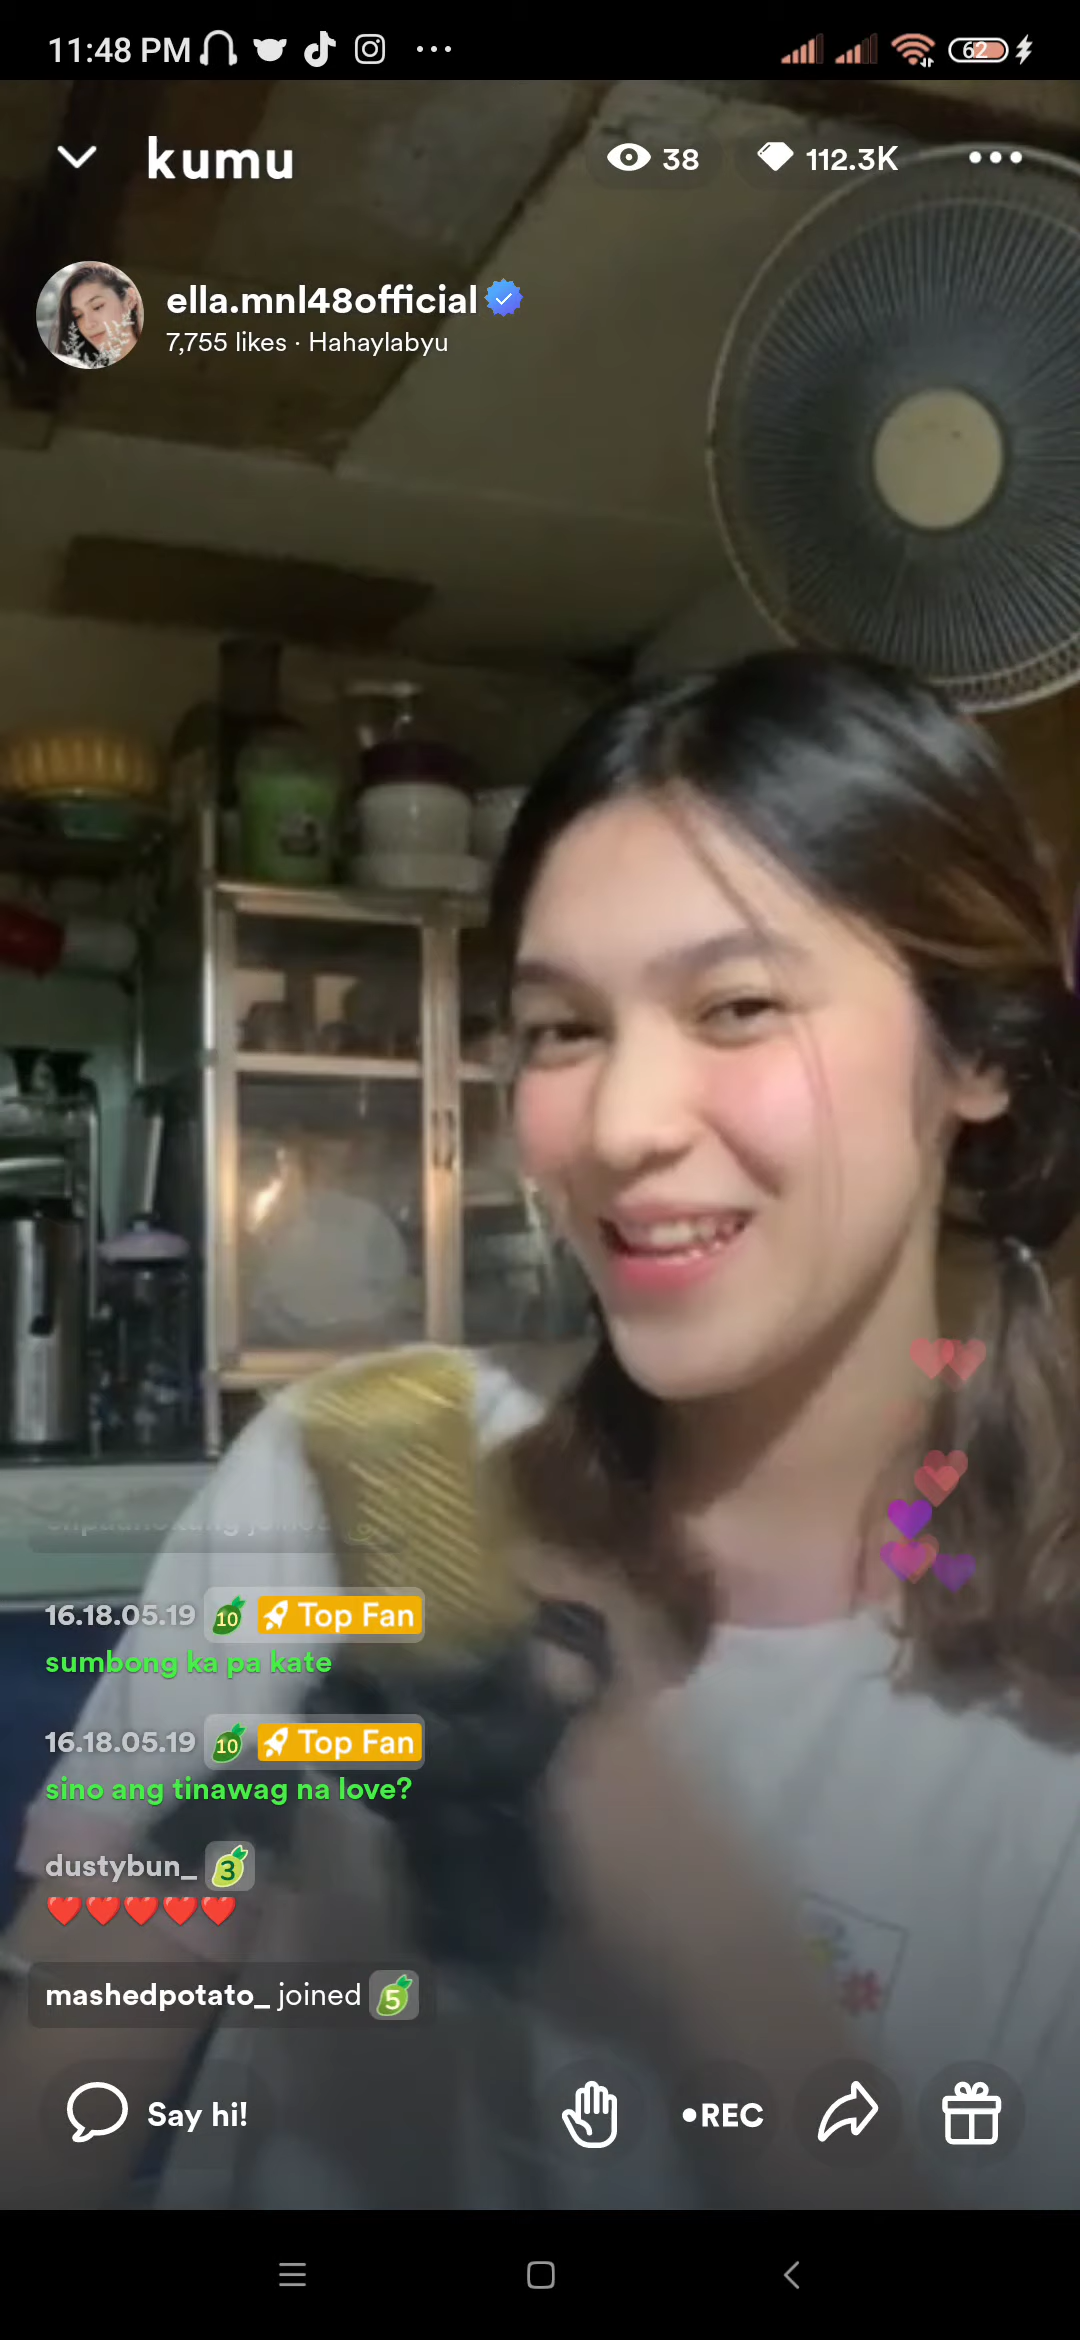 11:48 PM
62
kumu
38
112.3K
ella.mnl48official
7,755 likes · Hahaylabyu
joined
16.18.05.19 10 Top Fan
sumbong ka pa kate
16.18.05.19 10 Top Fan
sino ang tinawag na love?
dustybun_ 3
❤️❤️❤️❤️❤️
mashedpotato_ joined 5
Say hi!
•REC